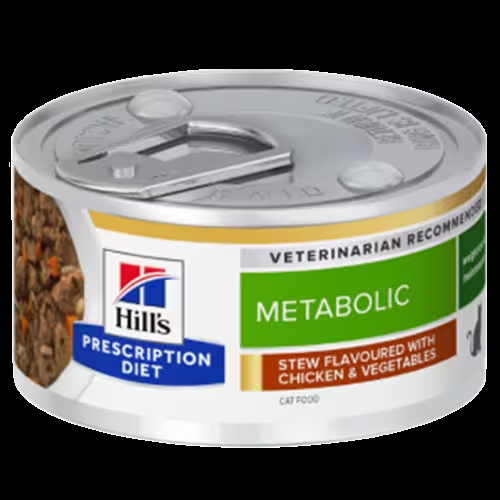 VETERINARIAN RECOMMENDED
Hill's
PRESCRIPTION
DIET
METABOLIC
STEW FLAVOURED WITH
CHICKEN & VEGETABLES
CAT FOOD